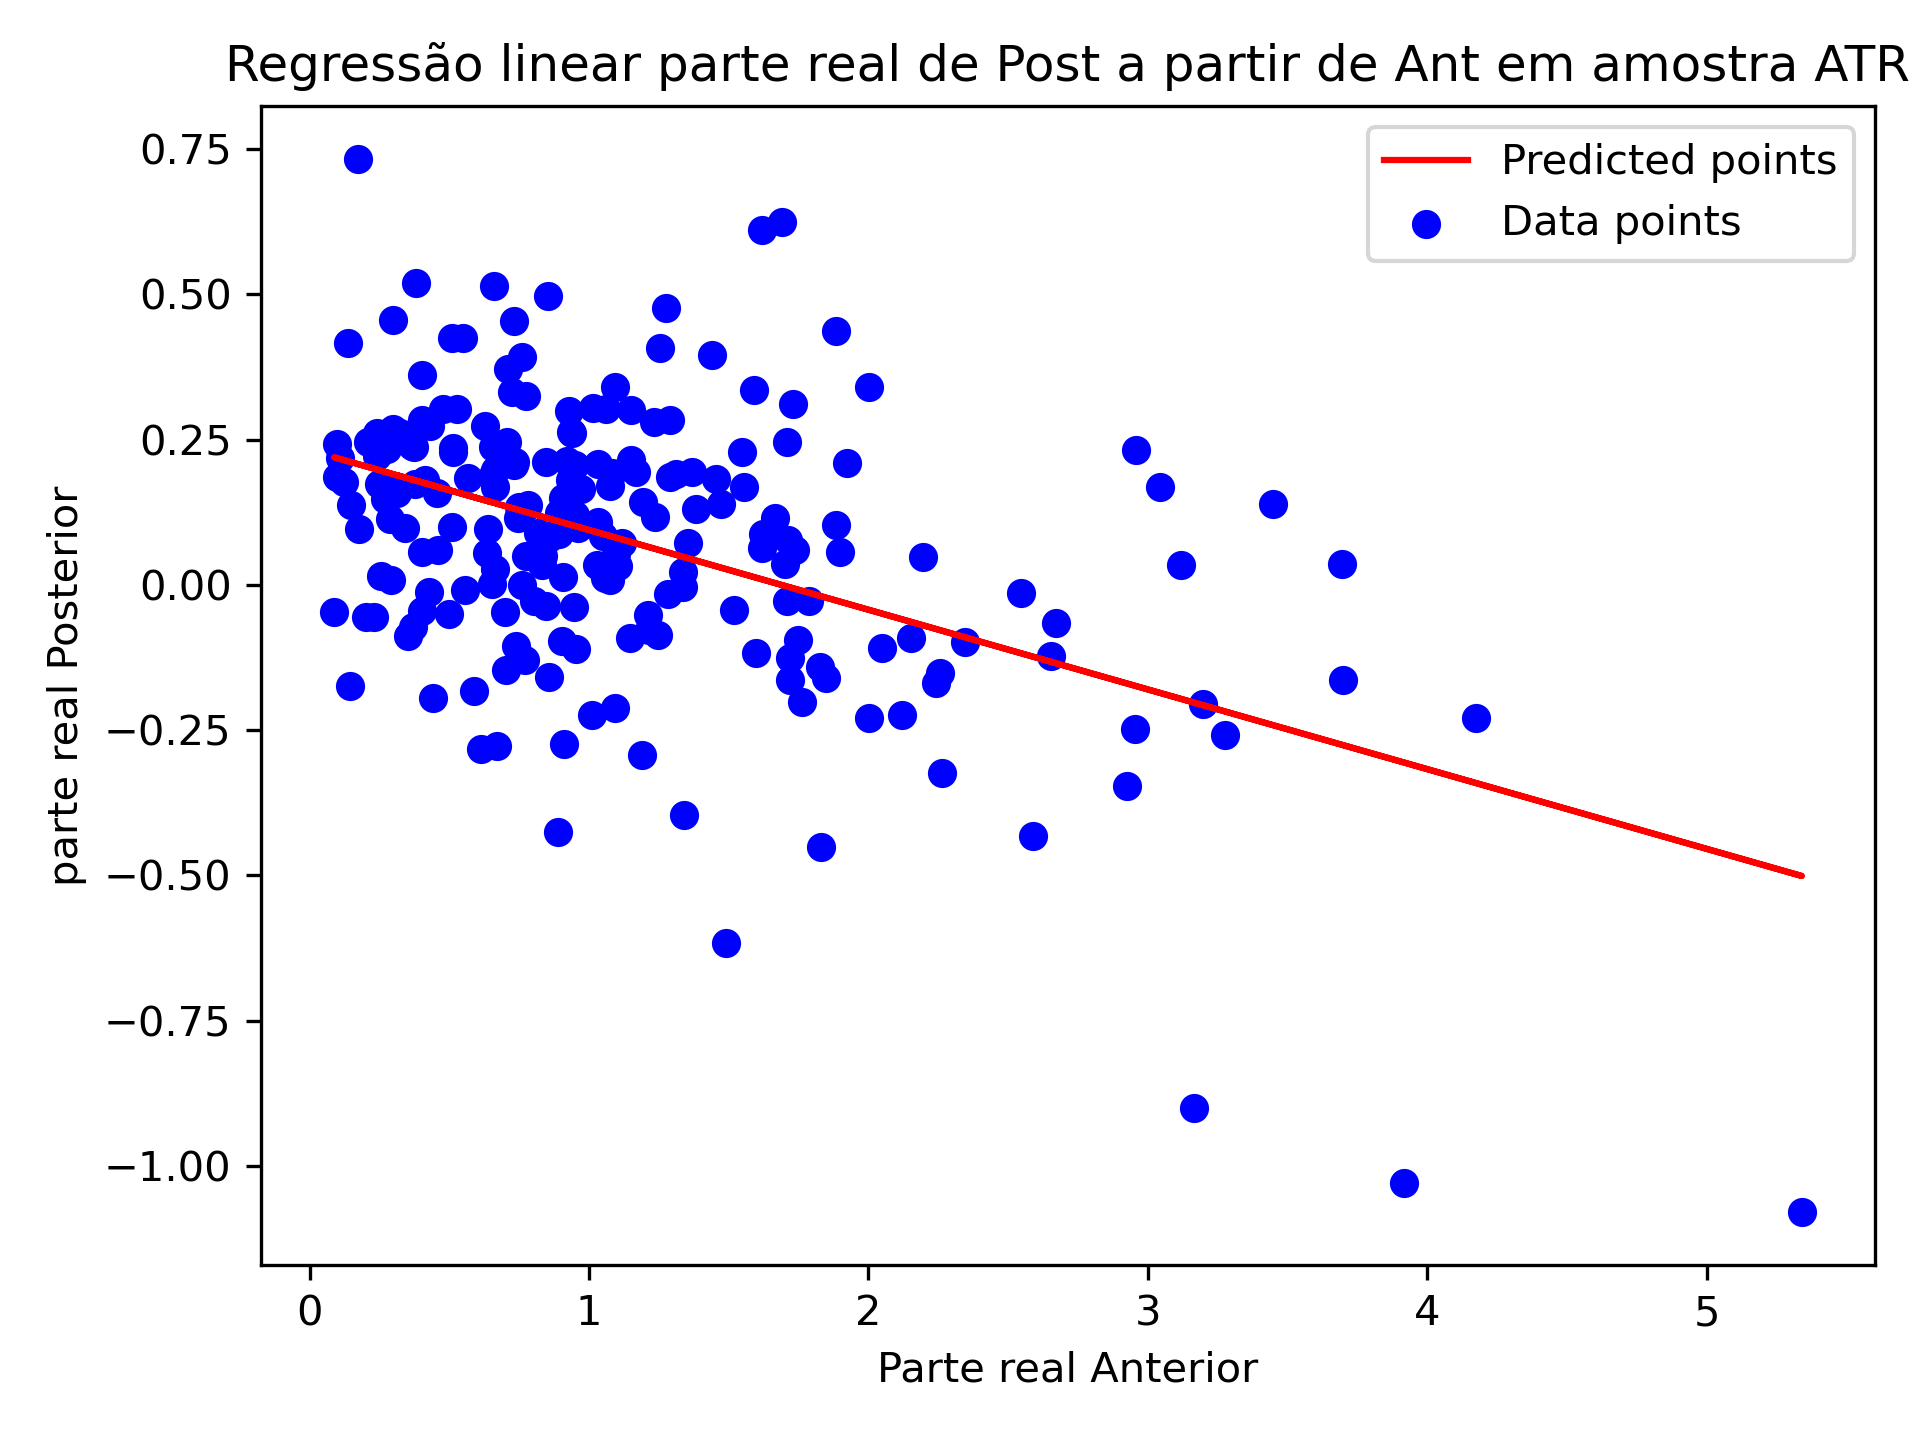 Regressão linear parte real de Post a partir de Ant em amostra ATR
Predicted points
Data points
0.75
0.50
0.25
0.00
−0.25
−0.50
−0.75
−1.00
parte real Posterior
0 1 2 3 4 5
Parte real Anterior